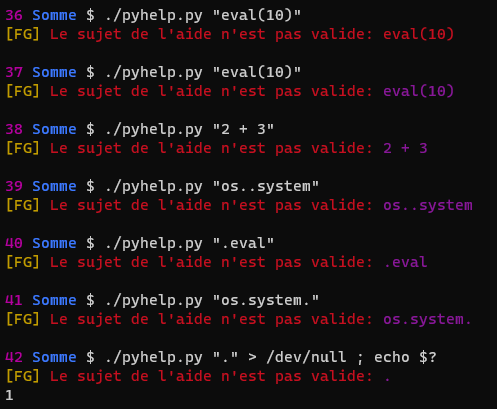 36 Somme $ ./pyhelp.py "eval(10)"
[FG] Le sujet de l'aide n'est pas valide: eval(10)
37 Somme $ ./pyhelp.py "eval(10)"
[FG] Le sujet de l'aide n'est pas valide: eval(10)
38 Somme $ ./pyhelp.py "2 + 3"
[FG] Le sujet de l'aide n'est pas valide: 2 + 3
39 Somme $ ./pyhelp.py "os..system"
[FG] Le sujet de l'aide n'est pas valide: os..system
40 Somme $ ./pyhelp.py ".eval"
[FG] Le sujet de l'aide n'est pas valide: .eval
41 Somme $ ./pyhelp.py "os.system."
[FG] Le sujet de l'aide n'est pas valide: os.system.
42 Somme $ ./pyhelp.py "." > /dev/null ; echo $?
[FG] Le sujet de l'aide n'est pas valide: .
1